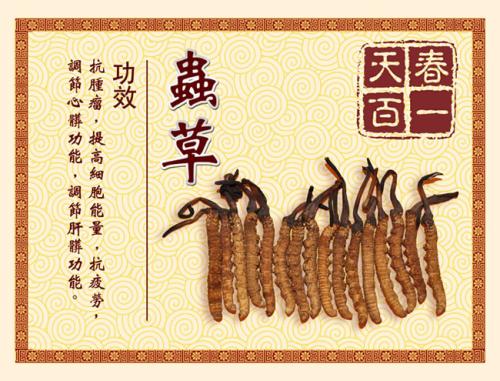 春天
一百
蟲草
功效
抗腫瘤，提高細胞能量，抗疲勞，
調節心髒功能，調節肝髒功能。